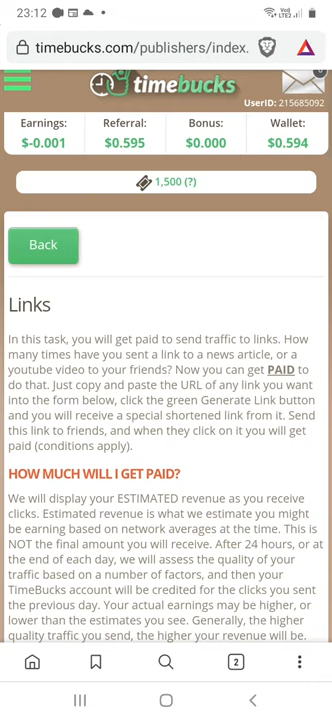 23:12
Vo))
LTE2
timebucks.com/publishers/index.
timebucks
UserID: 215685092
Earnings: Referral: Bonus: Wallet:
$-0.001 $0.595 $0.000 $0.594
1,500 (?)
Back
Links
In this task, you will get paid to send traffic to links. How
many times have you sent a link to a news article, or a
youtube video to your friends? Now you can get PAID to
do that. Just copy and paste the URL of any link you want
into the form below, click the green Generate Link button
and you will receive a special shortened link from it. Send
this link to friends, and when they click on it you will get
paid (conditions apply).
HOW MUCH WILL I GET PAID?
We will display your ESTIMATED revenue as you receive
clicks. Estimated revenue is what we estimate you might
be earning based on network averages at the time. This is
NOT the final amount you will receive. After 24 hours, or at
the end of each day, we will assess the quality of your
traffic based on a number of factors, and then your
TimeBucks account will be credited for the clicks you sent
the previous day. Your actual earnings may be higher, or
lower than the estimates you see. Generally, the higher
quality traffic you send, the higher your revenue will be.
2